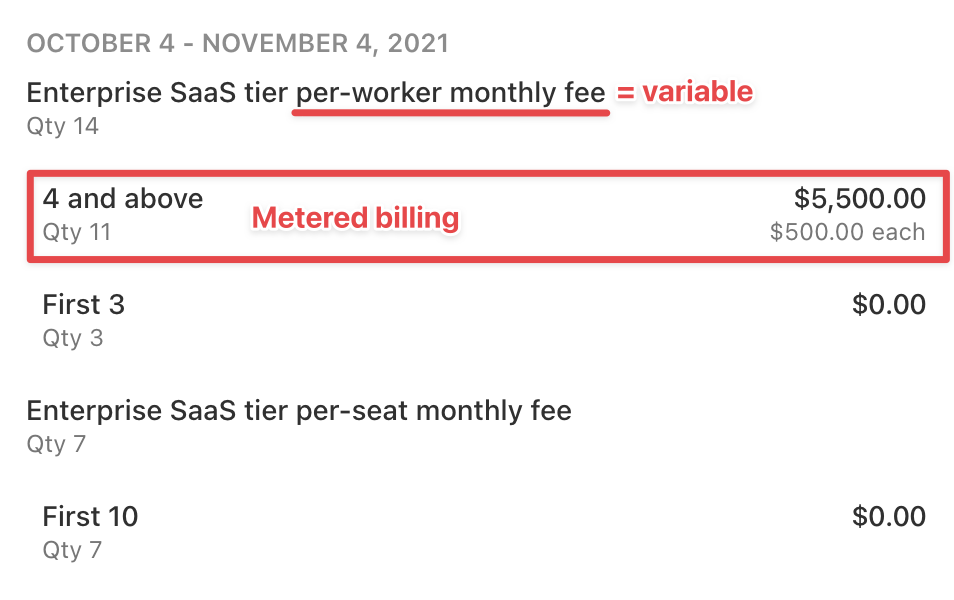 OCTOBER 4 - NOVEMBER 4, 2021
Enterprise SaaS tier per-worker monthly fee = variable
Qty 14
4 and above $5,500.00
Qty 11 Metered billing $500.00 each
First 3 $0.00
Qty 3
Enterprise SaaS tier per-seat monthly fee
Qty 7
First 10 $0.00
Qty 7